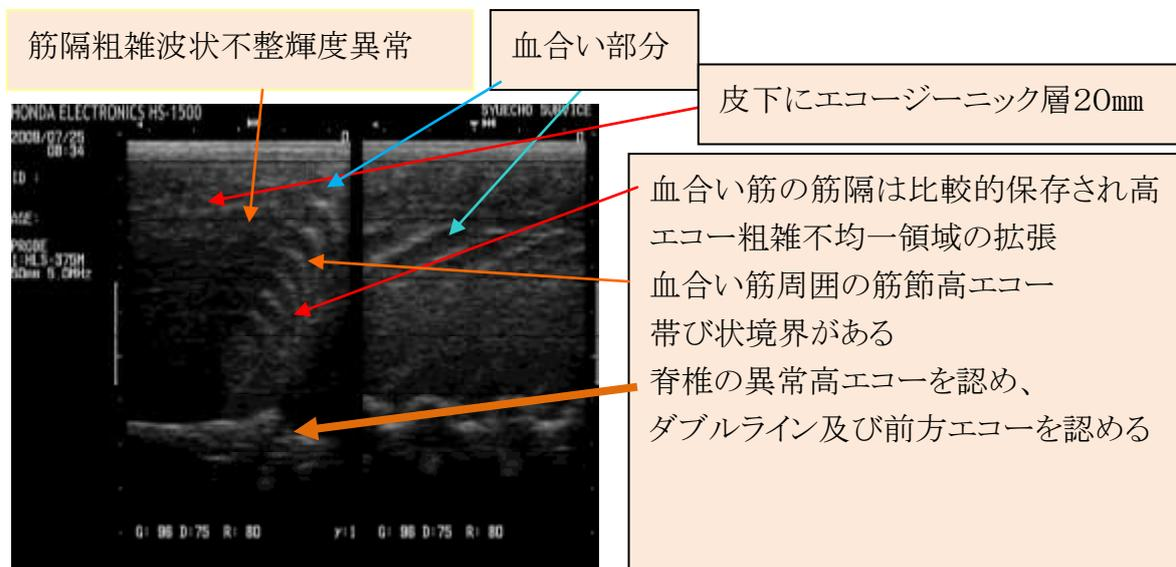 筋隔粗雑波状不整輝度異常
血合い部分
皮下にエコージーニック層20㎜
血合い筋の筋隔は比較的保存され高
エコー粗雑不均一領域の拡張
血合い筋周囲の筋節高エコー
帯び状境界がある
脊椎の異常高エコーを認め、
ダブルライン及び前方エコーを認める
HONDA ELECTRONICS HS-1500
2008/07/25
08:34
ID :
AGE:
PROBE
G: 96 D:75 R: 80
G: 96 D:75 R: 80